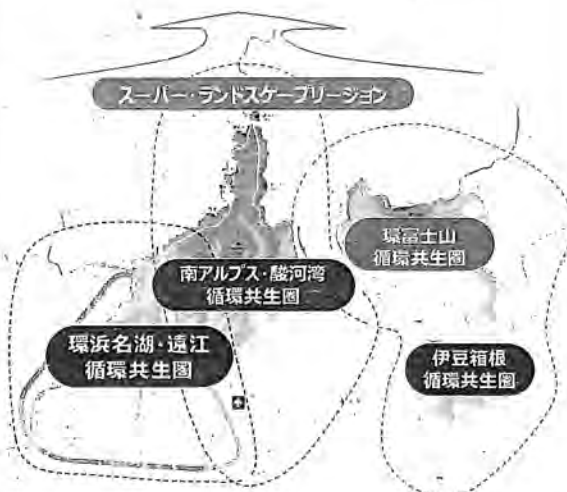 スーパー・ランドスケープリージョン
環富士山
循環共生圏
南アルプス・駿河湾
循環共生圏
環浜名湖・遠江
循環共生圏
伊豆箱根
循環共生圏